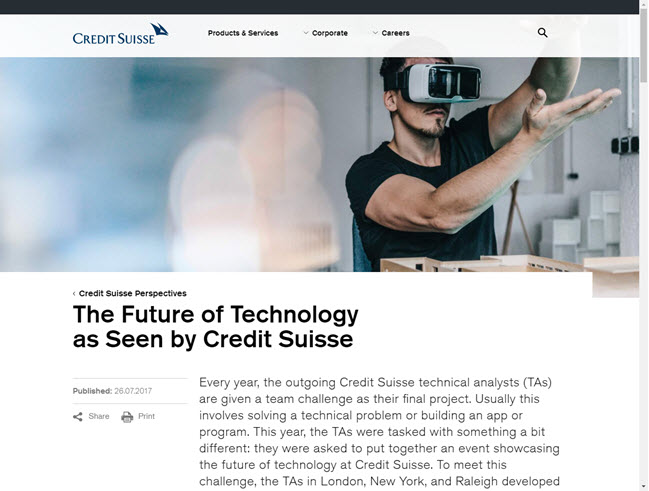 CREDIT SUISSE
Products & Services
Corporate
Careers
‹ Credit Suisse Perspectives
The Future of Technology
as Seen by Credit Suisse
Published: 26.07.2017
Share
Print
Every year, the outgoing Credit Suisse technical analysts (TAs)
are given a team challenge as their final project. Usually this
involves solving a technical problem or building an app or
program. This year, the TAs were tasked with something a bit
different: they were asked to put together an event showcasing
the future of technology at Credit Suisse. To meet this
challenge, the TAs in London, New York, and Raleigh developed